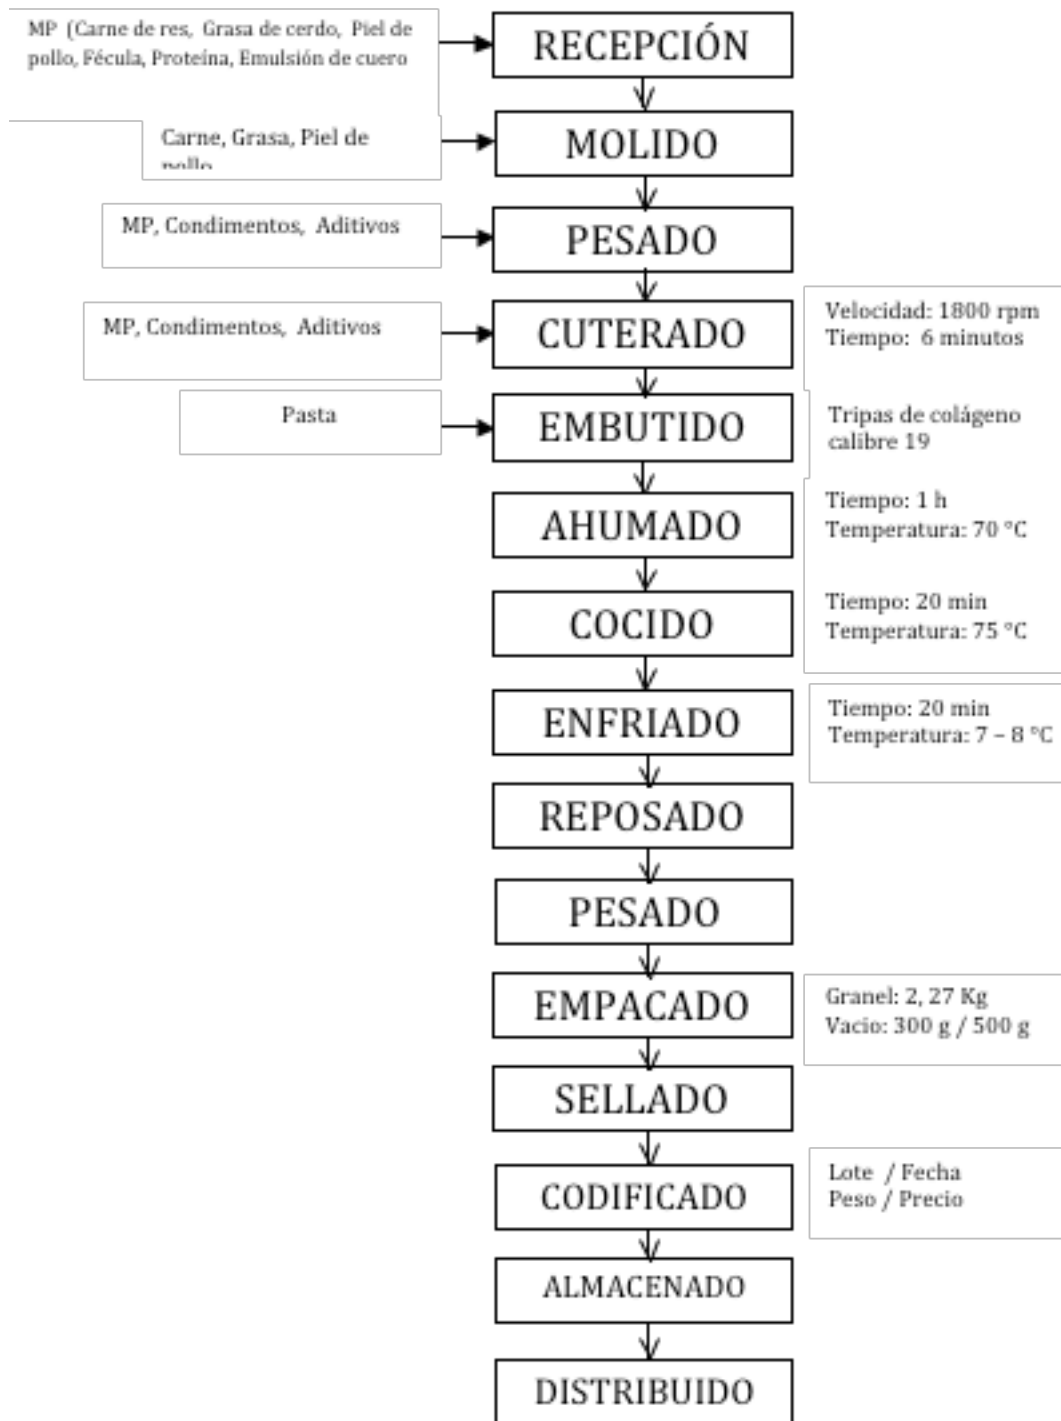 MP (Carne de res, Grasa de cerdo, Piel de
pollo, Fécula, Proteína, Emulsión de cuero
RECEPCIÓN
Carne, Grasa, Piel de
pollo
MOLIDO
MP, Condimentos, Aditivos
PESADO
MP, Condimentos, Aditivos
CUTERADO
Velocidad: 1800 rpm
Tiempo: 6 minutos
Pasta
EMBUTIDO
Tripas de colágeno
calibre 19
AHUMADO
Tiempo: 1 h
Temperatura: 70 °C
COCIDO
Tiempo: 20 min
Temperatura: 75 °C
ENFRIADO
Tiempo: 20 min
Temperatura: 7 – 8 °C
REPOSADO
PESADO
EMPACADO
Granel: 2, 27 Kg
Vacio: 300 g / 500 g
SELLADO
CODIFICADO
Lote / Fecha
Peso / Precio
ALMACENADO
DISTRIBUIDO